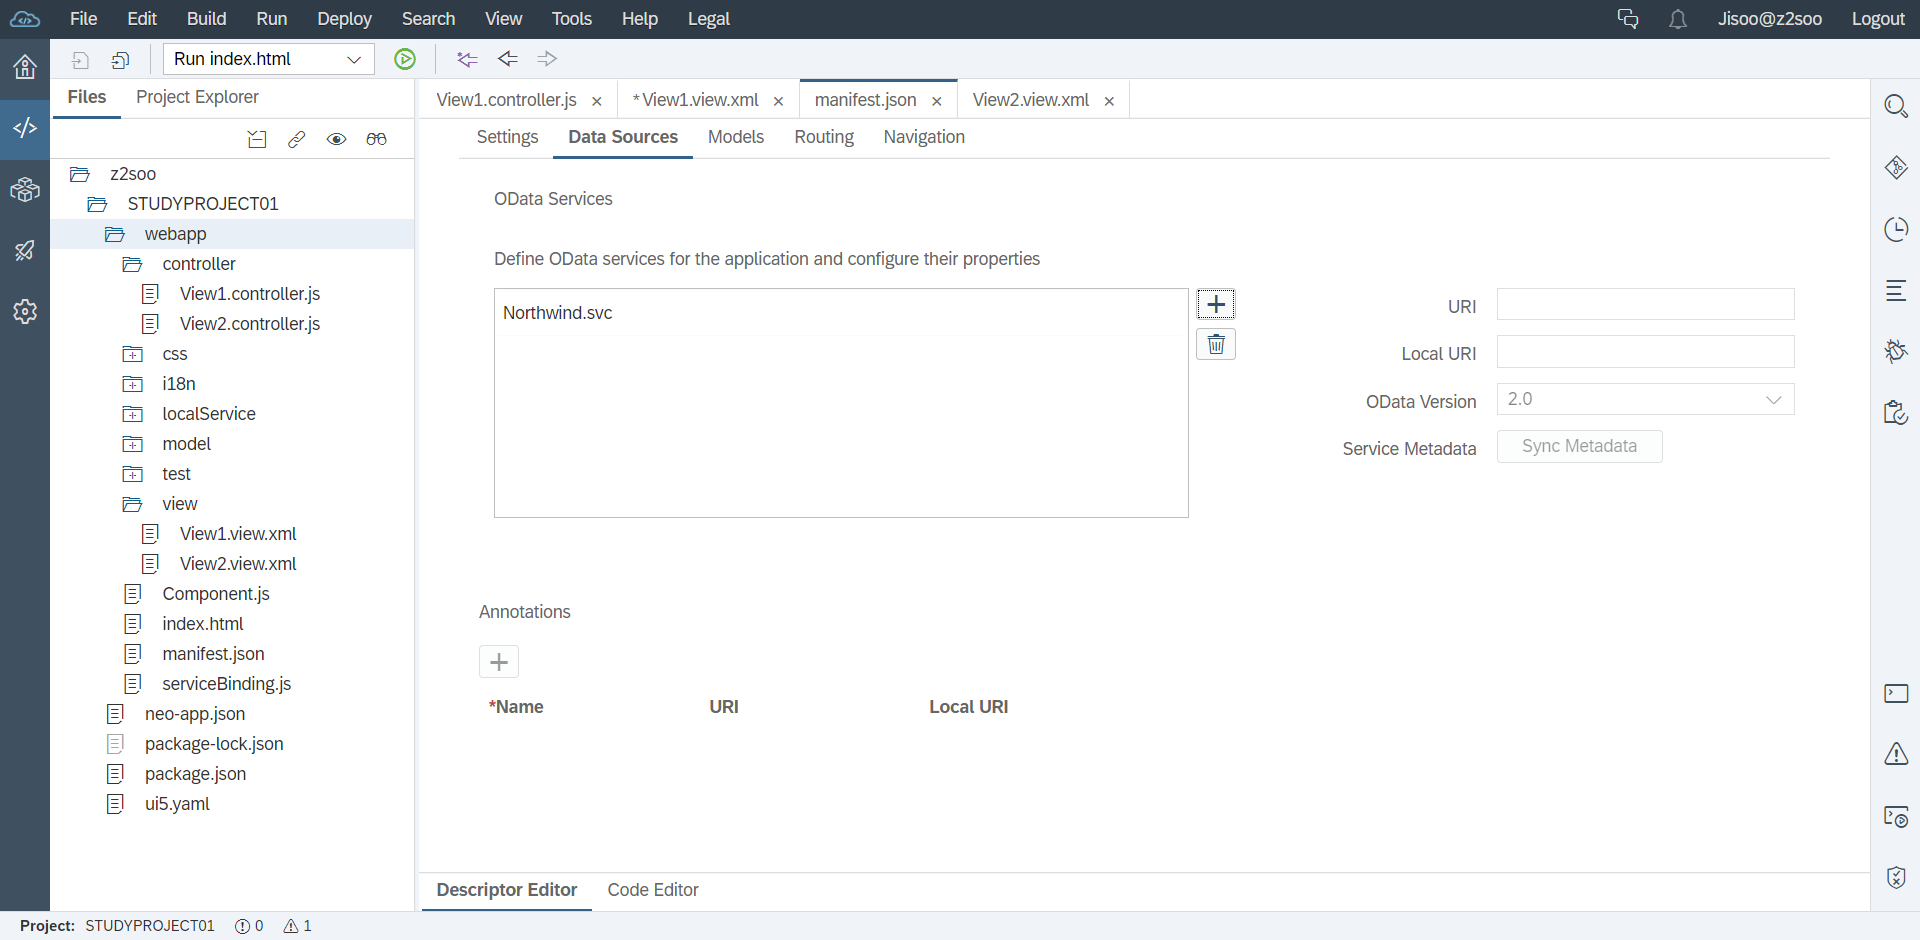 File Edit Build Run Deploy Search View Tools Help Legal Jisoo@z2soo Logout
Run index.html
Files Project Explorer
View1.controller.js × *View1.view.xml × manifest.json × View2.view.xml ×
Settings Data Sources Models Routing Navigation
z2soo
STUDYPROJECT01
webapp
controller
View1.controller.js
View2.controller.js
css
i18n
localService
model
test
view
View1.view.xml
View2.view.xml
Component.js
index.html
manifest.json
serviceBinding.js
neo-app.json
package-lock.json
package.json
ui5.yaml
OData Services
Define OData services for the application and configure their properties
Northwind.svc
URI
Local URI
OData Version 2.0
Service Metadata Sync Metadata
Annotations
*Name URI Local URI
Descriptor Editor Code Editor
Project: STUDYPROJECT01 0 1